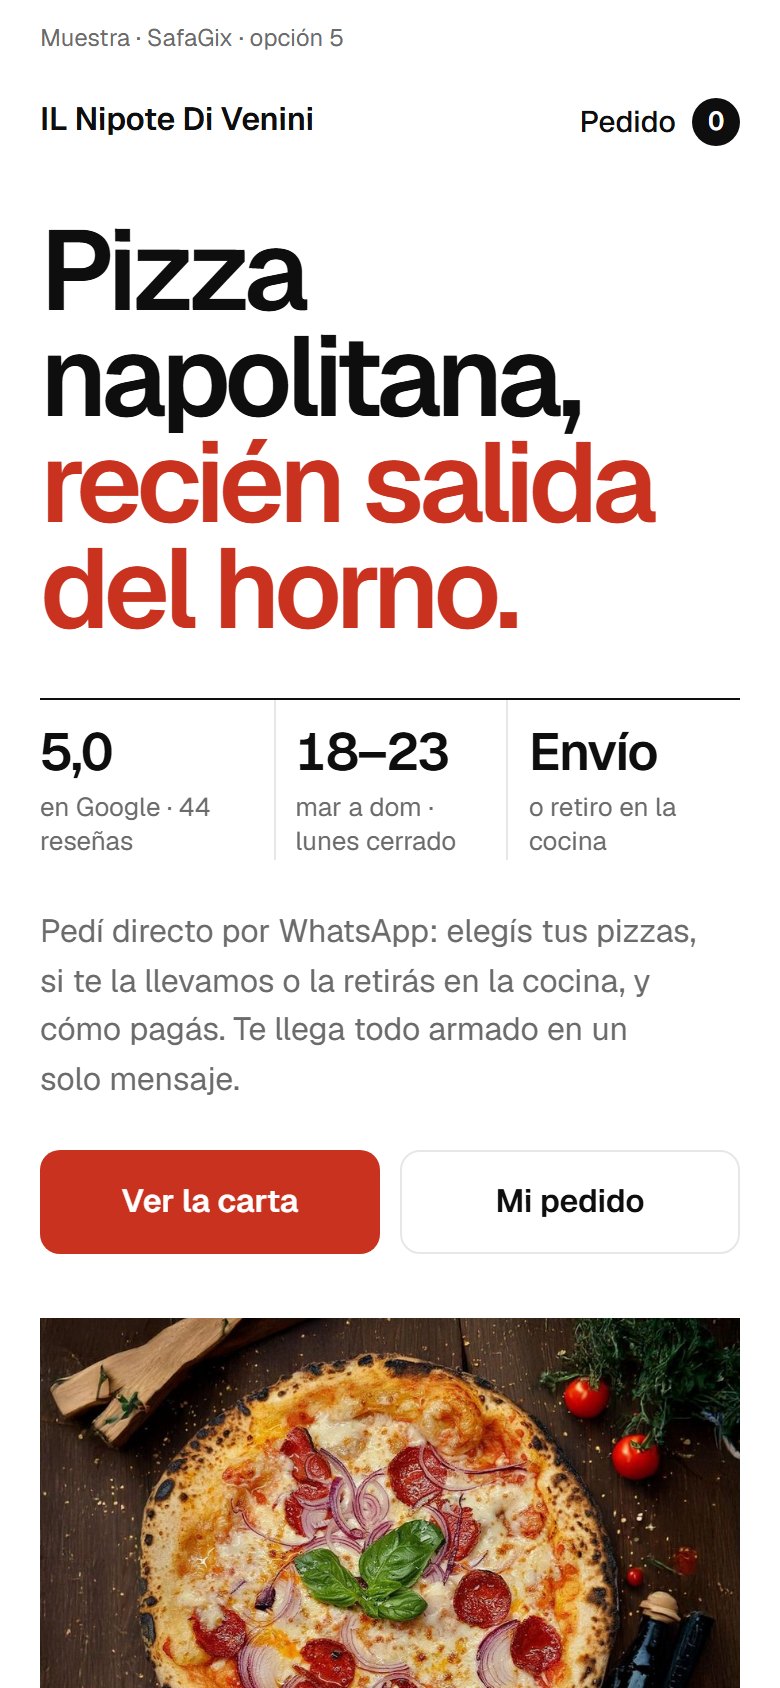 Muestra · SafaGix · opción 5
IL Nipote Di Venini
Pedido 0
Pizza
napolitana,
recién salida
del horno.
5,0
en Google · 44
reseñas
18–23
mar a dom ·
lunes cerrado
Envío
o retiro en la
cocina
Pedí directo por WhatsApp: elegís tus pizzas,
si te la llevamos o la retirás en la cocina, y
cómo pagás. Te llega todo armado en un
solo mensaje.
Ver la carta
Mi pedido